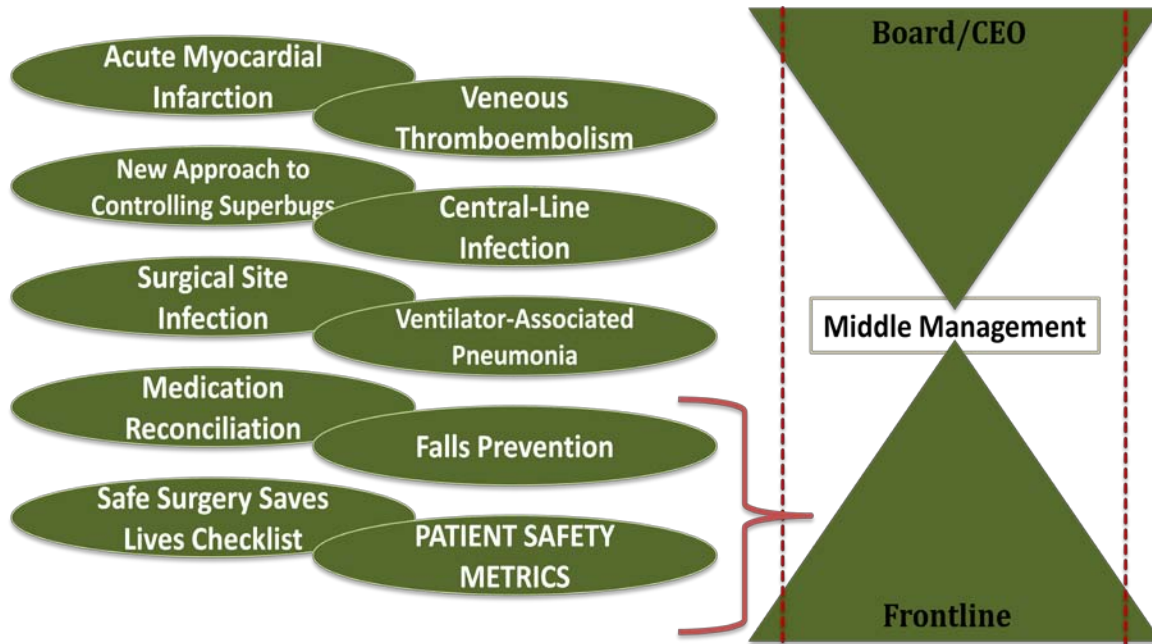 Acute Myocardial
Infarction
Veneous
Thromboembolism
New Approach to
Controlling Superbugs
Central-Line
Infection
Surgical Site
Infection
Ventilator-Associated
Pneumonia
Medication
Reconciliation
Falls Prevention
Safe Surgery Saves
Lives Checklist
PATIENT SAFETY
METRICS
Board/CEO
Middle Management
Frontline